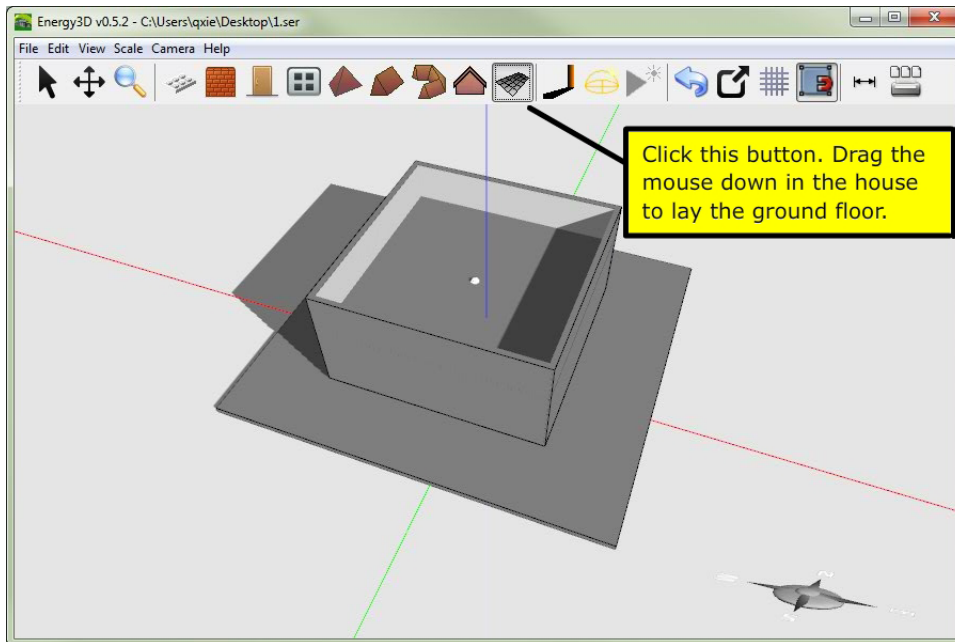 Energy3D v0.5.2 - C:\Users\qxie\Desktop\1.ser
File Edit View Scale Camera Help
Click this button. Drag the
mouse down in the house
to lay the ground floor.